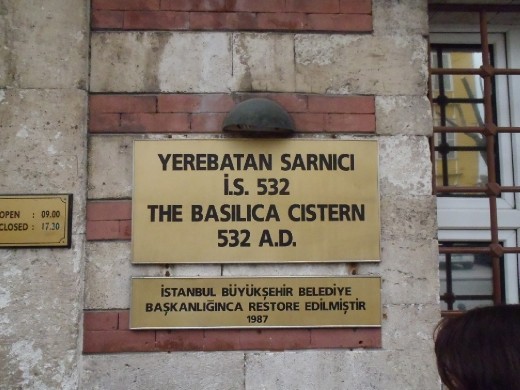 YEREBATAN SARNICI
İ.S. 532
THE BASILICA CISTERN
532 A.D.
İSTANBUL BÜYÜKŞEHİR BELEDİYE
BAŞKANLIĞINCA RESTORE EDİLMİŞTİR
1987
OPEN : 09.00
CLOSED : 17.30